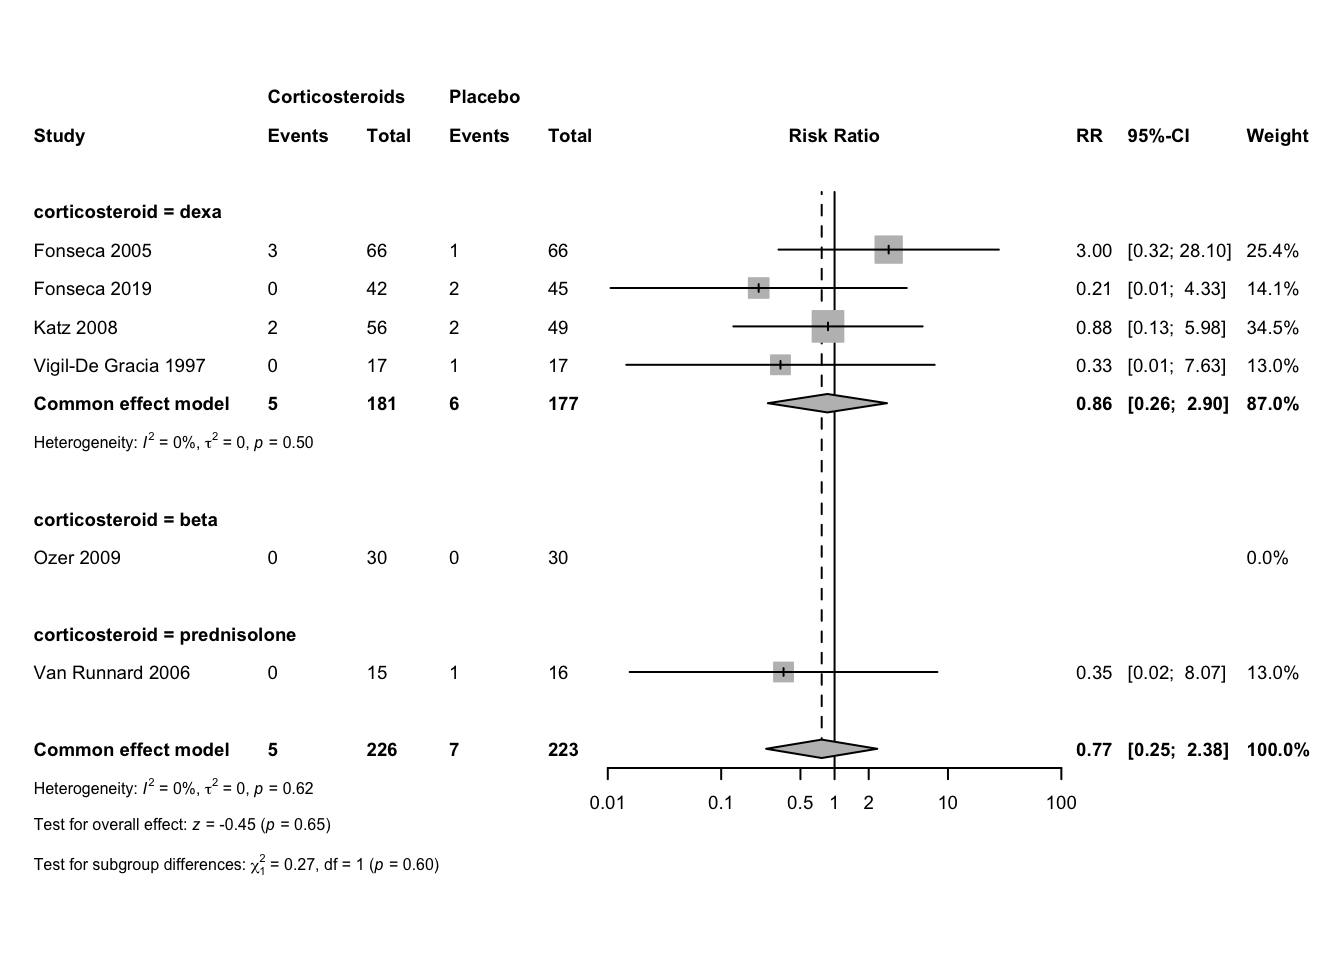 Corticosteroids Placebo
Study Events Total Events Total Risk Ratio RR 95%-CI Weight
corticosteroid = dexa
Fonseca 2005 3 66 1 66 3.00 [0.32; 28.10] 25.4%
Fonseca 2019 0 42 2 45 0.21 [0.01; 4.33] 14.1%
Katz 2008 2 56 2 49 0.88 [0.13; 5.98] 34.5%
Vigil-De Gracia 1997 0 17 1 17 0.33 [0.01; 7.63] 13.0%
Common effect model 5 181 6 177 0.86 [0.26; 2.90] 87.0%
Heterogeneity: I² = 0%, τ² = 0, p = 0.50
corticosteroid = beta
Ozer 2009 0 30 0 30 0.0%
corticosteroid = prednisolone
Van Runnard 2006 0 15 1 16 0.35 [0.02; 8.07] 13.0%
Common effect model 5 226 7 223 0.77 [0.25; 2.38] 100.0%
Heterogeneity: I² = 0%, τ² = 0, p = 0.62
0.01 0.1 0.5 1 2 10 100
Test for overall effect: z = -0.45 (p = 0.65)
Test for subgroup differences: χ²₁ = 0.27, df = 1 (p = 0.60)